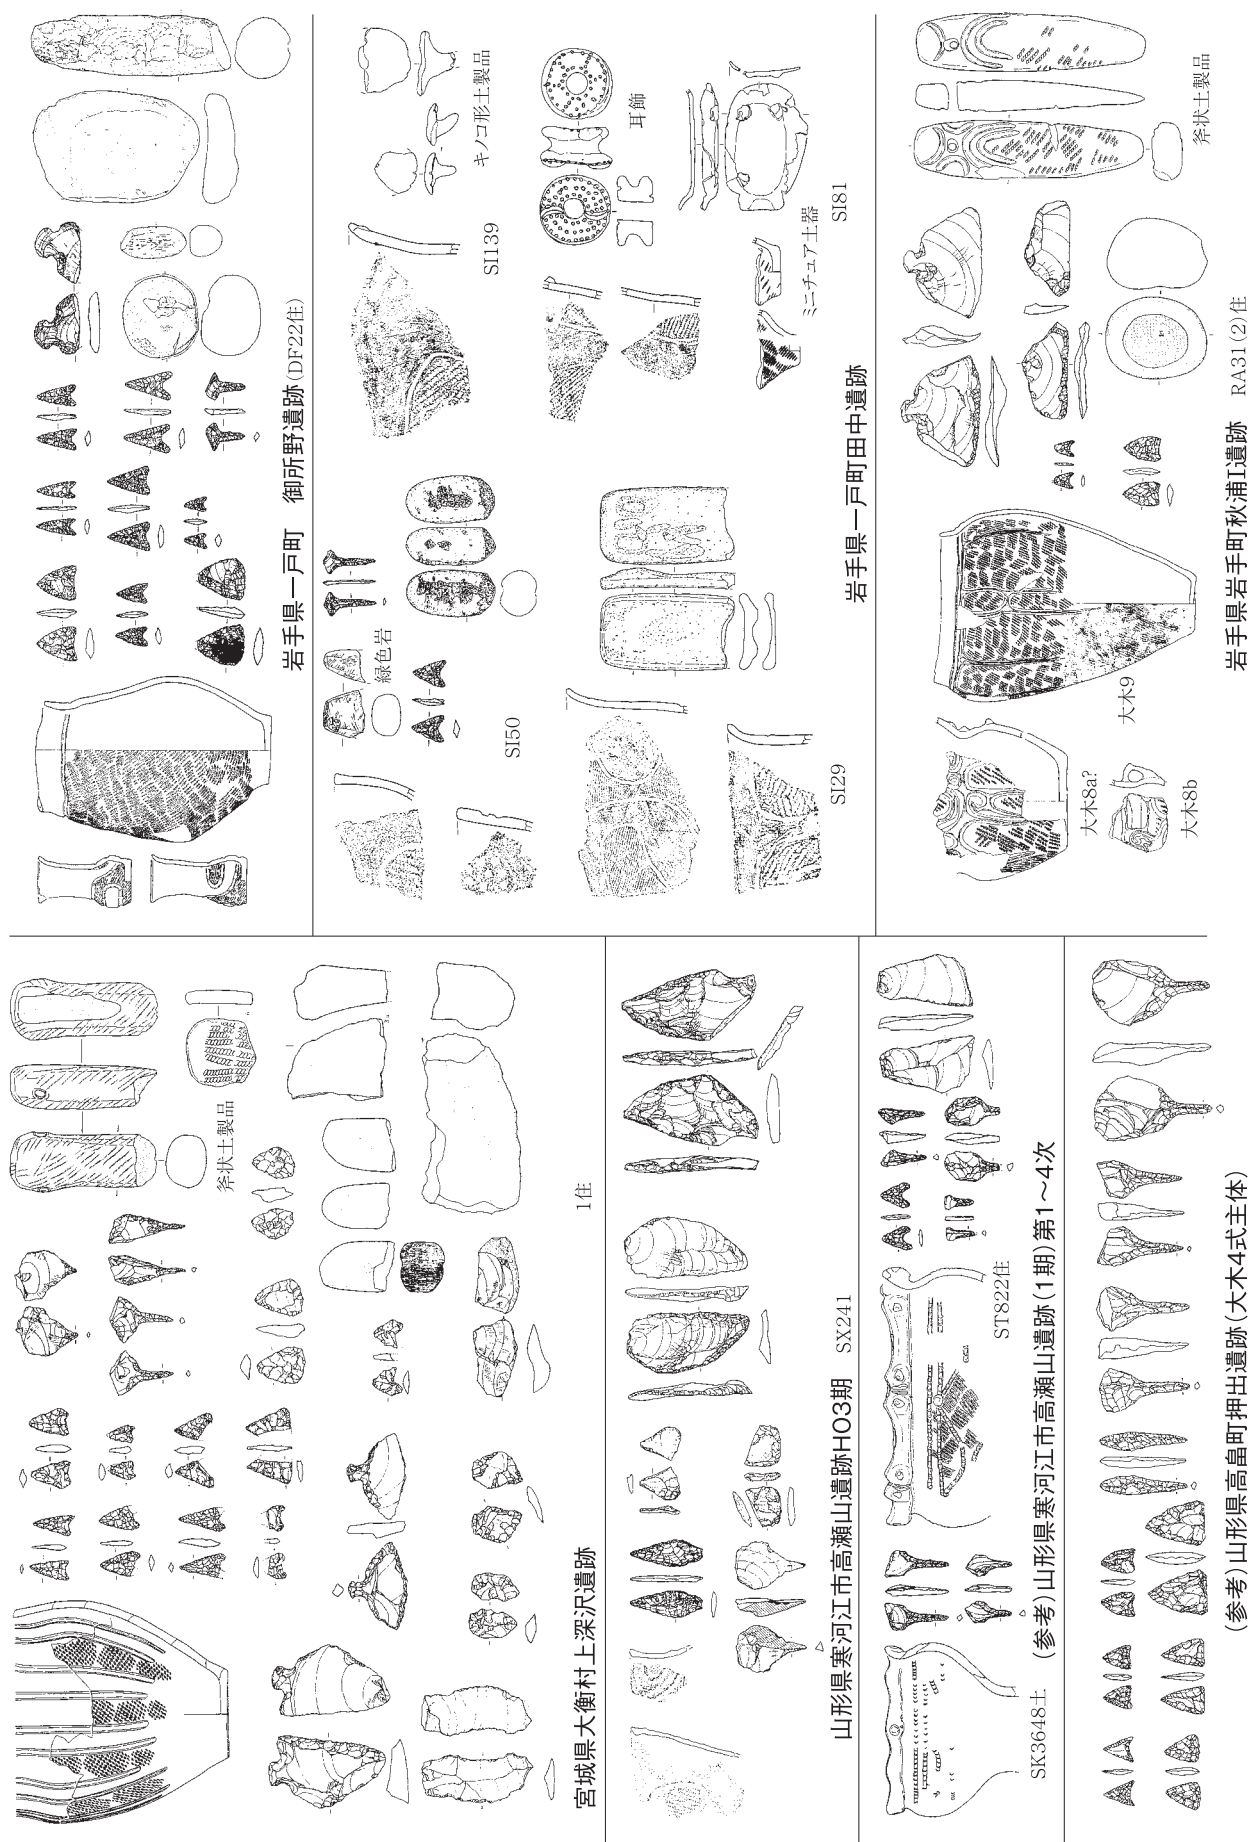 斧状土製品
1住
宮城県大衡村上深沢遺跡
山形県寒河江市高瀬山遺跡HO3期 SX241
SK3648土
ST822住
(参考)山形県寒河江市高瀬山遺跡(1期)第1～4次
(参考)山形県高畠町押出遺跡(大木4式主体)
岩手県一戸町 御所野遺跡(DF22住)
緑色岩
SI50
SI139
キノコ形土製品
SI29
耳飾
ミニチュア土器
SI81
岩手県一戸町田中遺跡
大木8a?
大木8b
大木9
斧状土製品
岩手県岩手町秋浦I遺跡 RA31(2)住